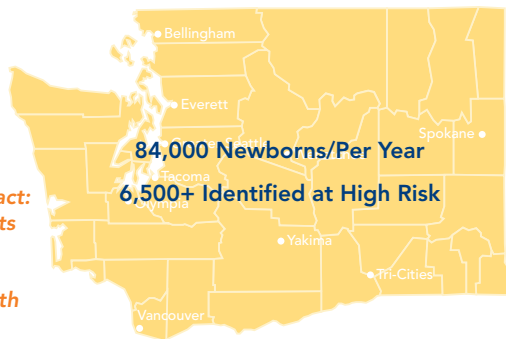 Bellingham
Everett
Spokane
84,000 Newborns/Per Year
Tacoma
6,500+ Identified at High Risk
act:
Olympia
ts
Yakima
Tri-Cities
th
Vancouver